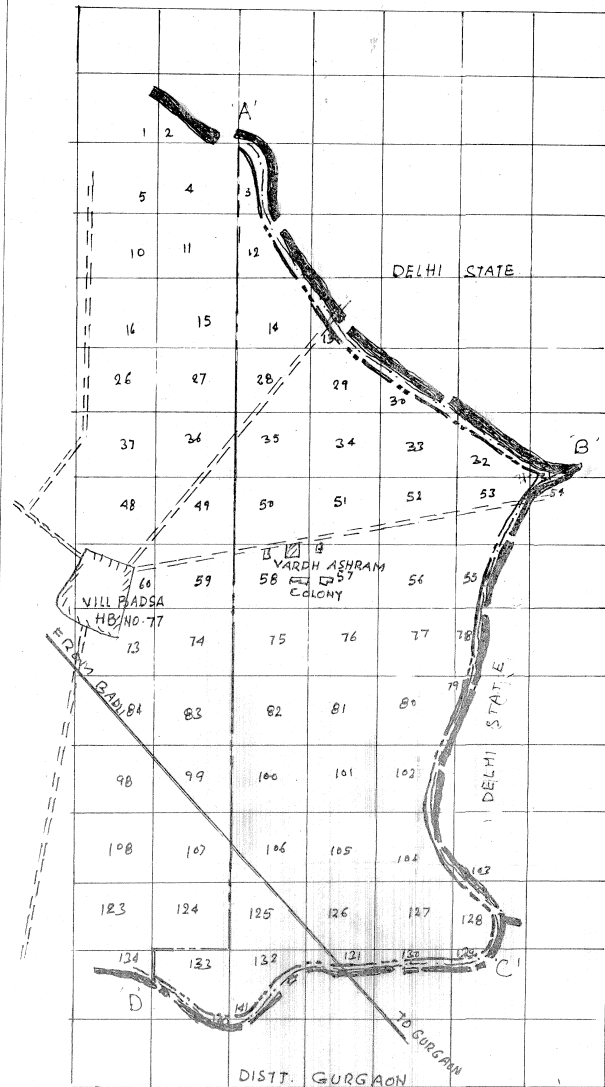 'A'
1 2
5 4 3
10 11 12
DELHI STATE
16 15 14
13
26 27 28 29
30
37 36 35 34 33 32
'B'
48 49 50 51 52 53 54
VARDH ASHRAM
60 59 58 57 56 55
COLONY
VILL BADSA
HB NO. 77
73 74 75 76 77 78
FROM BADLI
79
84 83 82 81 80
DELHI STATE
98 99 100 101 102
108 107 106 105 104
103
123 124 125 126 127 128
134 133 132 131 130 129
'C'
'D'
141
TO GURGAON
DISTT. GURGAON